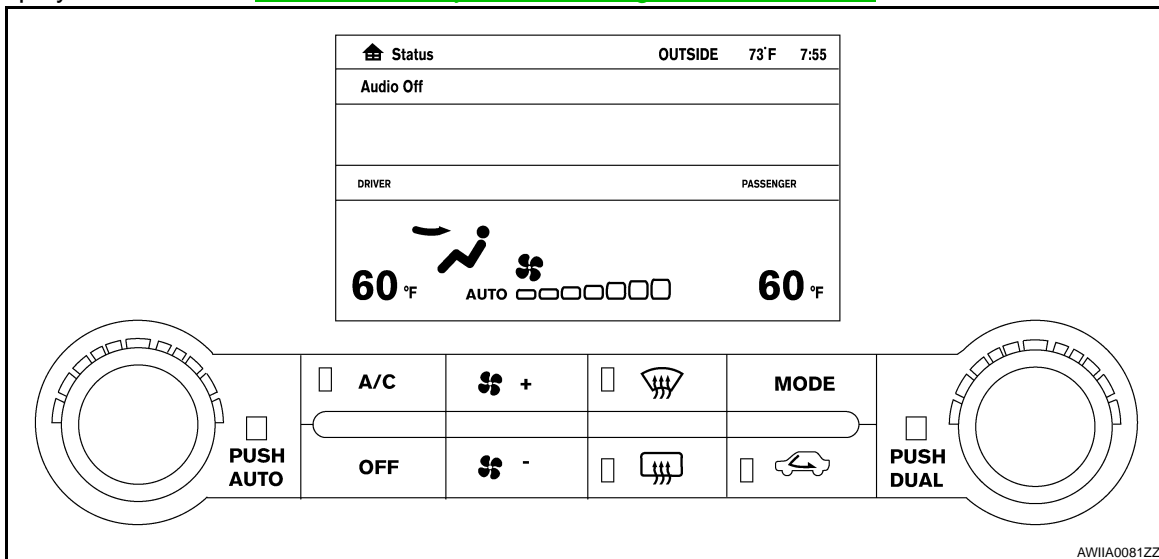 Status OUTSIDE 73°F 7:55
Audio Off
DRIVER PASSENGER
60 °F AUTO 60 °F
A/C + MODE
PUSH AUTO OFF - PUSH DUAL
AWIIA0081ZZ